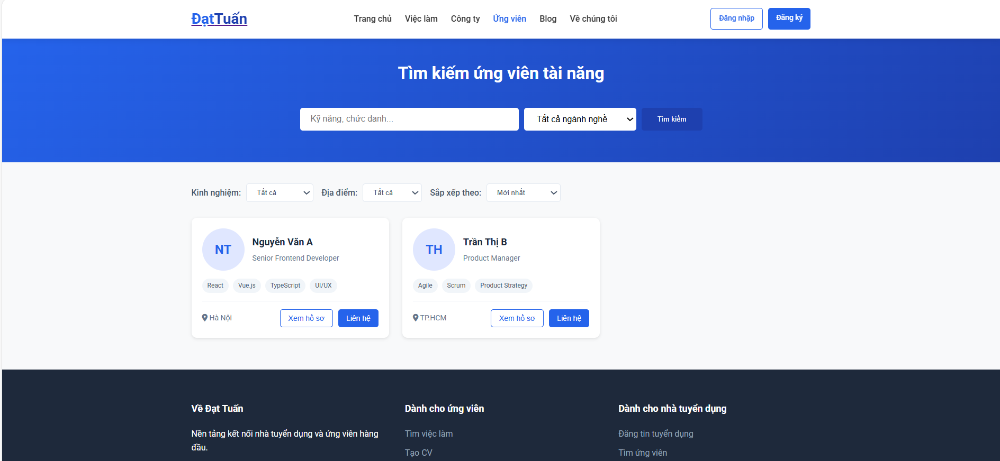 ĐạtTuấn
Trang chủ Việc làm Công ty Ứng viên Blog Về chúng tôi
Đăng nhập Đăng ký
Tìm kiếm ứng viên tài năng
Kỹ năng, chức danh... Tất cả ngành nghề Tìm kiếm
Kinh nghiệm: Tất cả Địa điểm: Tất cả Sắp xếp theo: Mới nhất
NT
Nguyễn Văn A
Senior Frontend Developer
React Vue.js TypeScript UI/UX
Hà Nội Xem hồ sơ Liên hệ
TH
Trần Thị B
Product Manager
Agile Scrum Product Strategy
TP.HCM Xem hồ sơ Liên hệ
Về Đạt Tuấn
Nền tảng kết nối nhà tuyển dụng và ứng viên hàng
đầu.
Dành cho ứng viên
Tìm việc làm
Tạo CV
Dành cho nhà tuyển dụng
Đăng tin tuyển dụng
Tìm ứng viên